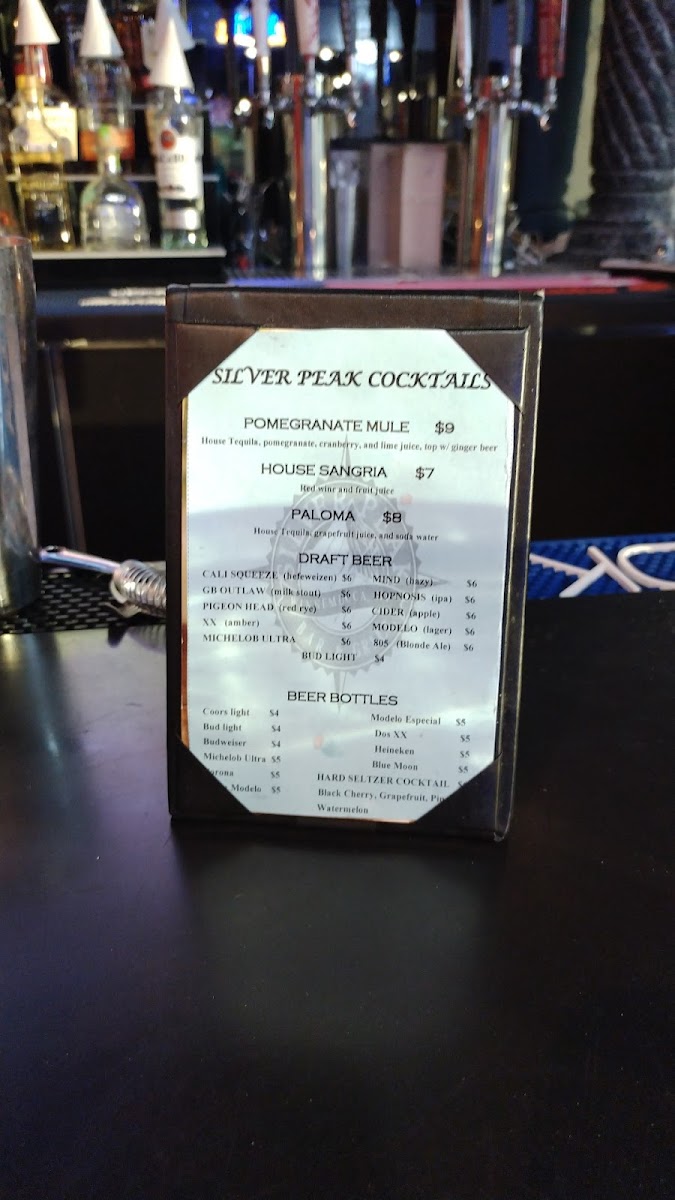 SILVER PEAK COCKTAILS
POMEGRANATE MULE $9
House Tequila, pomegranate, cranberry, and lime juice, top w/ ginger beer
HOUSE SANGRIA $7
Red wine and fruit juice
PALOMA $8
House Tequila, grapefruit juice, and soda water
DRAFT BEER
CALI SQUEEZE (hefeweizen) $6
GB OUTLAW (milk stout) $6
PIGEON HEAD (red rye) $6
XX (amber) $6
MICHELOB ULTRA $6
MIND (hazy) $6
HOPNOSIS (ipa) $6
CIDER (apple) $6
MODELO (lager) $6
805 (Blonde Ale) $6
BUD LIGHT $4
BEER BOTTLES
Coors light $4
Bud light $4
Budweiser $4
Michelob Ultra $5
orona $5
Modelo $5
Modelo Especial $5
Dos XX $5
Heineken $5
Blue Moon $5
HARD SELTZER COCKTAIL
Black Cherry, Grapefruit, Pin
Watermelon